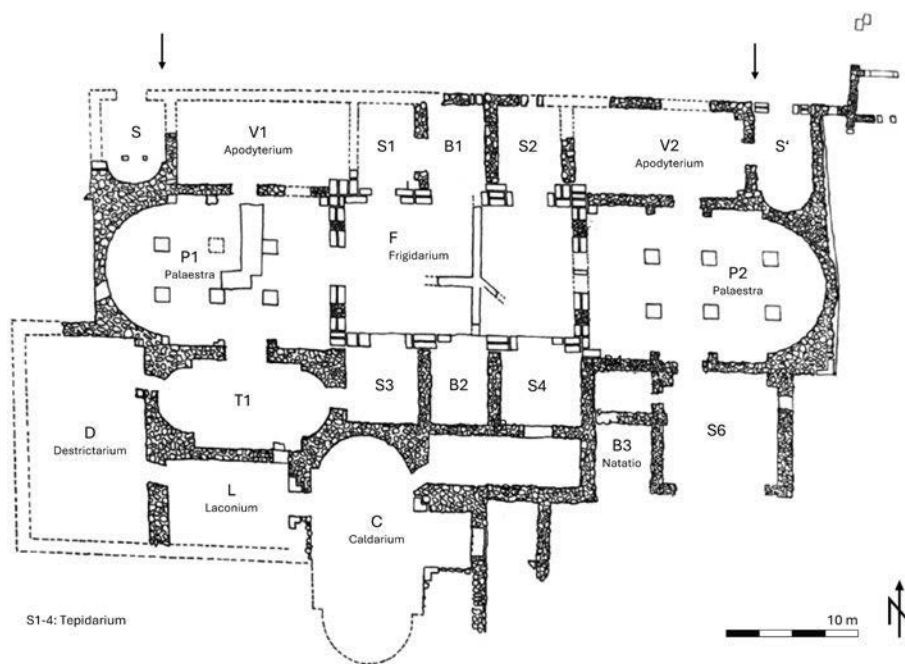 S
V1
Apodyterium
S1
B1
S2
V2
Apodyterium
S'
P1
Palaestra
F
Frigidarium
P2
Palaestra
T1
S3
B2
S4
D
Destrictarium
B3
Natatio
S6
L
Laconium
C
Caldarium
S1-4: Tepidarium
10 m
N